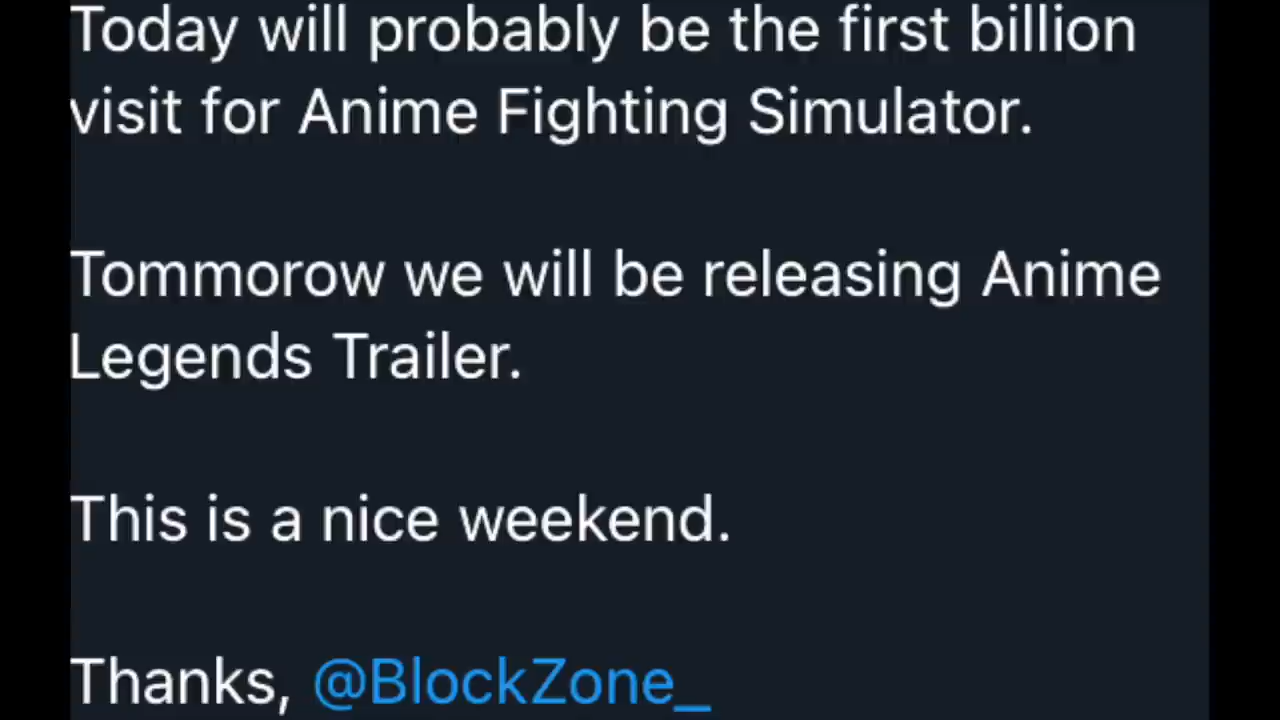 Today will probably be the first billion
visit for Anime Fighting Simulator.
Tommorow we will be releasing Anime
Legends Trailer.
This is a nice weekend.
Thanks, @BlockZone_